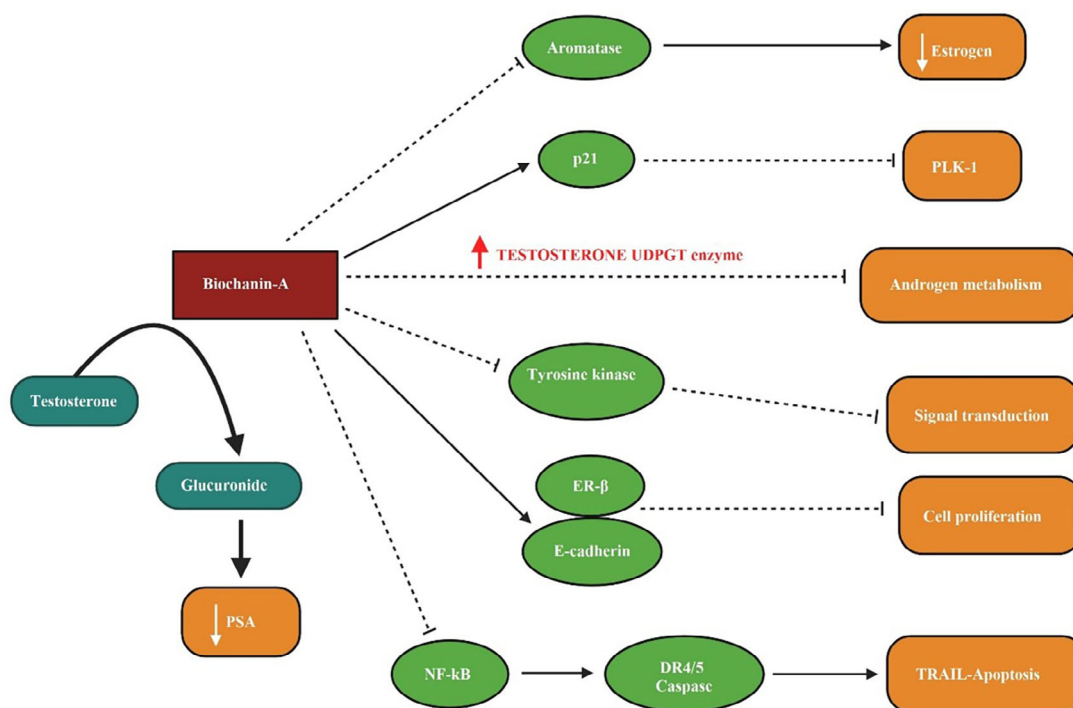 Aromatase
Estrogen
p21
PLK-1
TESTOSTERONE UDPGT enzyme
Biochanin-A
Androgen metabolism
Tyrosine kinase
Testosterone
Signal transduction
Glucuronide
ER-β
Cell proliferation
E-cadherin
PSA
NF-kB
DR4/5
Caspase
TRAIL-Apoptosis